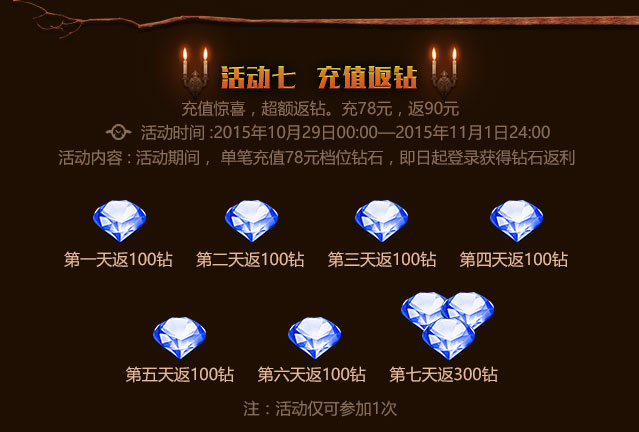 活动七 充值返钻
充值惊喜，超额返钻。充78元，返90元
活动时间 :2015年10月29日00:00—2015年11月1日24:00
活动内容 : 活动期间， 单笔充值78元档位钻石，即日起登录获得钻石返利
第一天返100钻 第二天返100钻 第三天返100钻 第四天返100钻
第五天返100钻 第六天返100钻 第七天返300钻
注：活动仅可参加1次